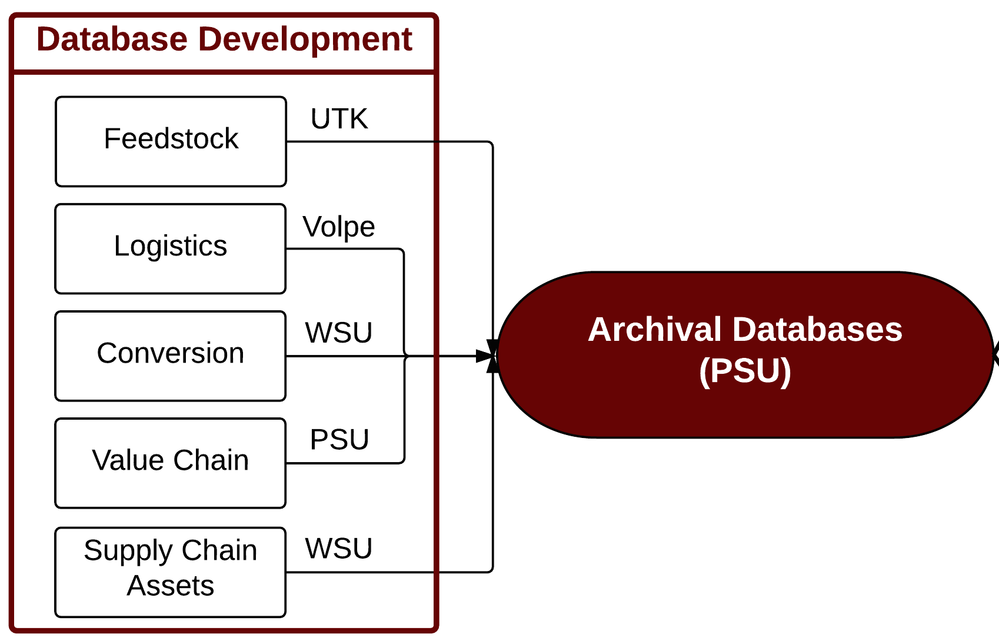 Database Development
Feedstock
UTK
Logistics
Volpe
Conversion
WSU
Value Chain
PSU
Supply Chain
Assets
WSU
Archival Databases
(PSU)